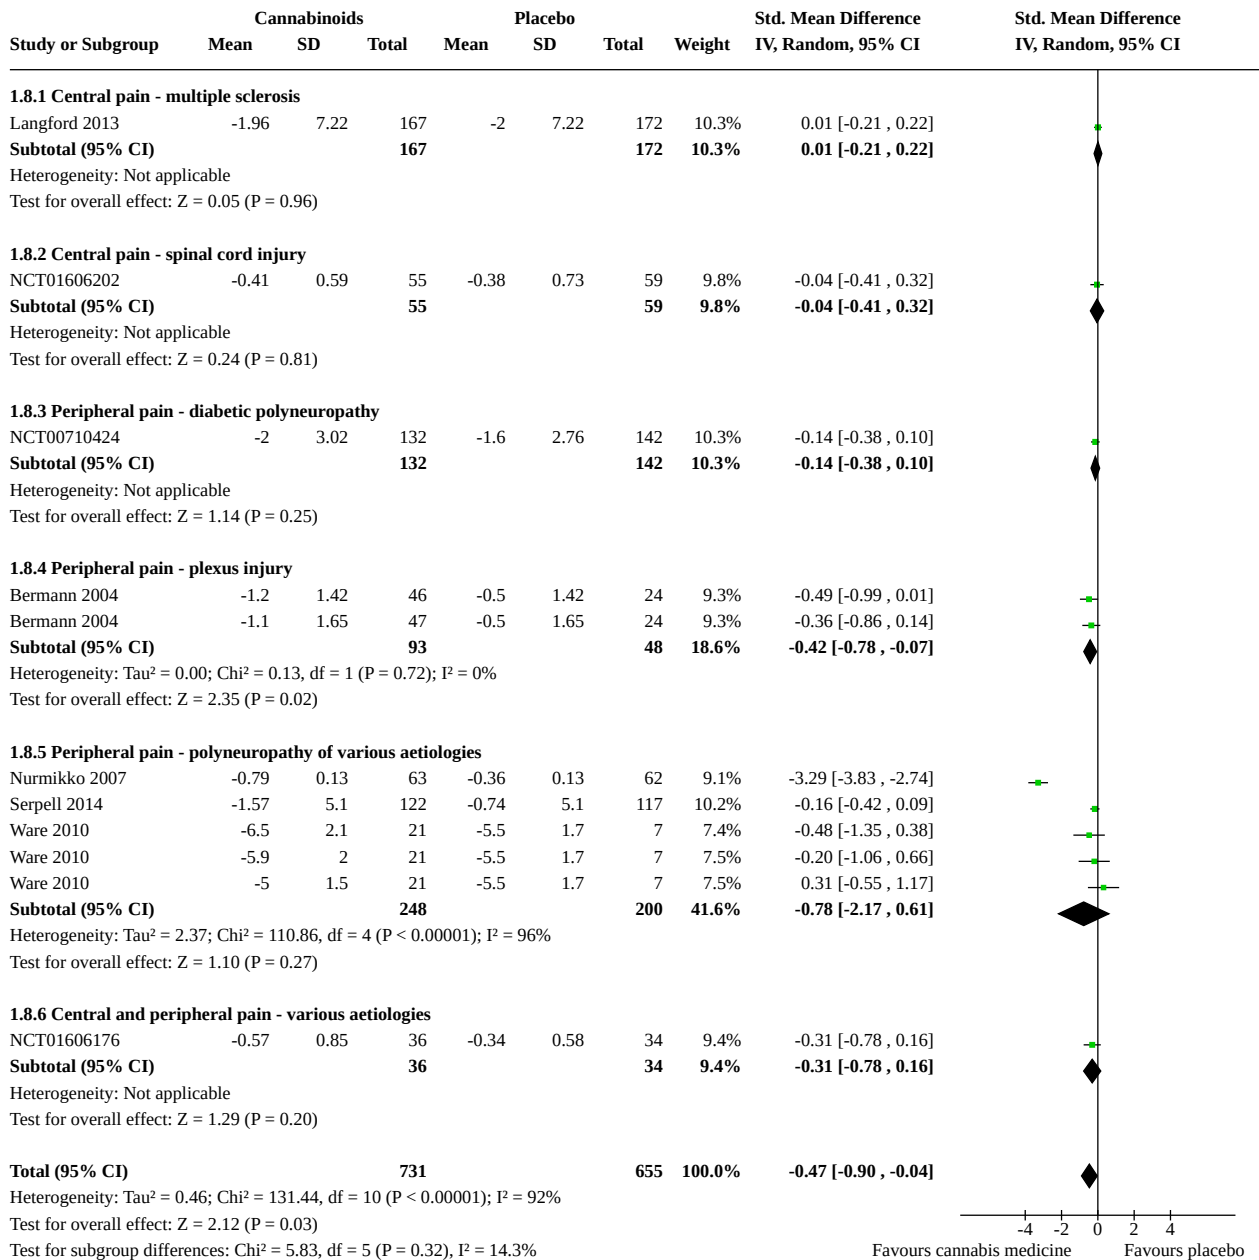 Cannabinoids Placebo Std. Mean Difference Std. Mean Difference
Study or Subgroup Mean SD Total Mean SD Total Weight IV, Random, 95% CI IV, Random, 95% CI
1.8.1 Central pain - multiple sclerosis
Langford 2013 -1.96 7.22 167 -2 7.22 172 10.3% 0.01 [-0.21 , 0.22]
Subtotal (95% CI) 167 172 10.3% 0.01 [-0.21 , 0.22]
Heterogeneity: Not applicable
Test for overall effect: Z = 0.05 (P = 0.96)
1.8.2 Central pain - spinal cord injury
NCT01606202 -0.41 0.59 55 -0.38 0.73 59 9.8% -0.04 [-0.41 , 0.32]
Subtotal (95% CI) 55 59 9.8% -0.04 [-0.41 , 0.32]
Heterogeneity: Not applicable
Test for overall effect: Z = 0.24 (P = 0.81)
1.8.3 Peripheral pain - diabetic polyneuropathy
NCT00710424 -2 3.02 132 -1.6 2.76 142 10.3% -0.14 [-0.38 , 0.10]
Subtotal (95% CI) 132 142 10.3% -0.14 [-0.38 , 0.10]
Heterogeneity: Not applicable
Test for overall effect: Z = 1.14 (P = 0.25)
1.8.4 Peripheral pain - plexus injury
Bermann 2004 -1.2 1.42 46 -0.5 1.42 24 9.3% -0.49 [-0.99 , 0.01]
Bermann 2004 -1.1 1.65 47 -0.5 1.65 24 9.3% -0.36 [-0.86 , 0.14]
Subtotal (95% CI) 93 48 18.6% -0.42 [-0.78 , -0.07]
Heterogeneity: Tau² = 0.00; Chi² = 0.13, df = 1 (P = 0.72); I² = 0%
Test for overall effect: Z = 2.35 (P = 0.02)
1.8.5 Peripheral pain - polyneuropathy of various aetiologies
Nurmikko 2007 -0.79 0.13 63 -0.36 0.13 62 9.1% -3.29 [-3.83 , -2.74]
Serpell 2014 -1.57 5.1 122 -0.74 5.1 117 10.2% -0.16 [-0.42 , 0.09]
Ware 2010 -6.5 2.1 21 -5.5 1.7 7 7.4% -0.48 [-1.35 , 0.38]
Ware 2010 -5.9 2 21 -5.5 1.7 7 7.5% -0.20 [-1.06 , 0.66]
Ware 2010 -5 1.5 21 -5.5 1.7 7 7.5% 0.31 [-0.55 , 1.17]
Subtotal (95% CI) 248 200 41.6% -0.78 [-2.17 , 0.61]
Heterogeneity: Tau² = 2.37; Chi² = 110.86, df = 4 (P < 0.00001); I² = 96%
Test for overall effect: Z = 1.10 (P = 0.27)
1.8.6 Central and peripheral pain - various aetiologies
NCT01606176 -0.57 0.85 36 -0.34 0.58 34 9.4% -0.31 [-0.78 , 0.16]
Subtotal (95% CI) 36 34 9.4% -0.31 [-0.78 , 0.16]
Heterogeneity: Not applicable
Test for overall effect: Z = 1.29 (P = 0.20)
Total (95% CI) 731 655 100.0% -0.47 [-0.90 , -0.04]
Heterogeneity: Tau² = 0.46; Chi² = 131.44, df = 10 (P < 0.00001); I² = 92%
Test for overall effect: Z = 2.12 (P = 0.03) -4 -2 0 2 4
Test for subgroup differences: Chi² = 5.83, df = 5 (P = 0.32), I² = 14.3% Favours cannabis medicine Favours placebo